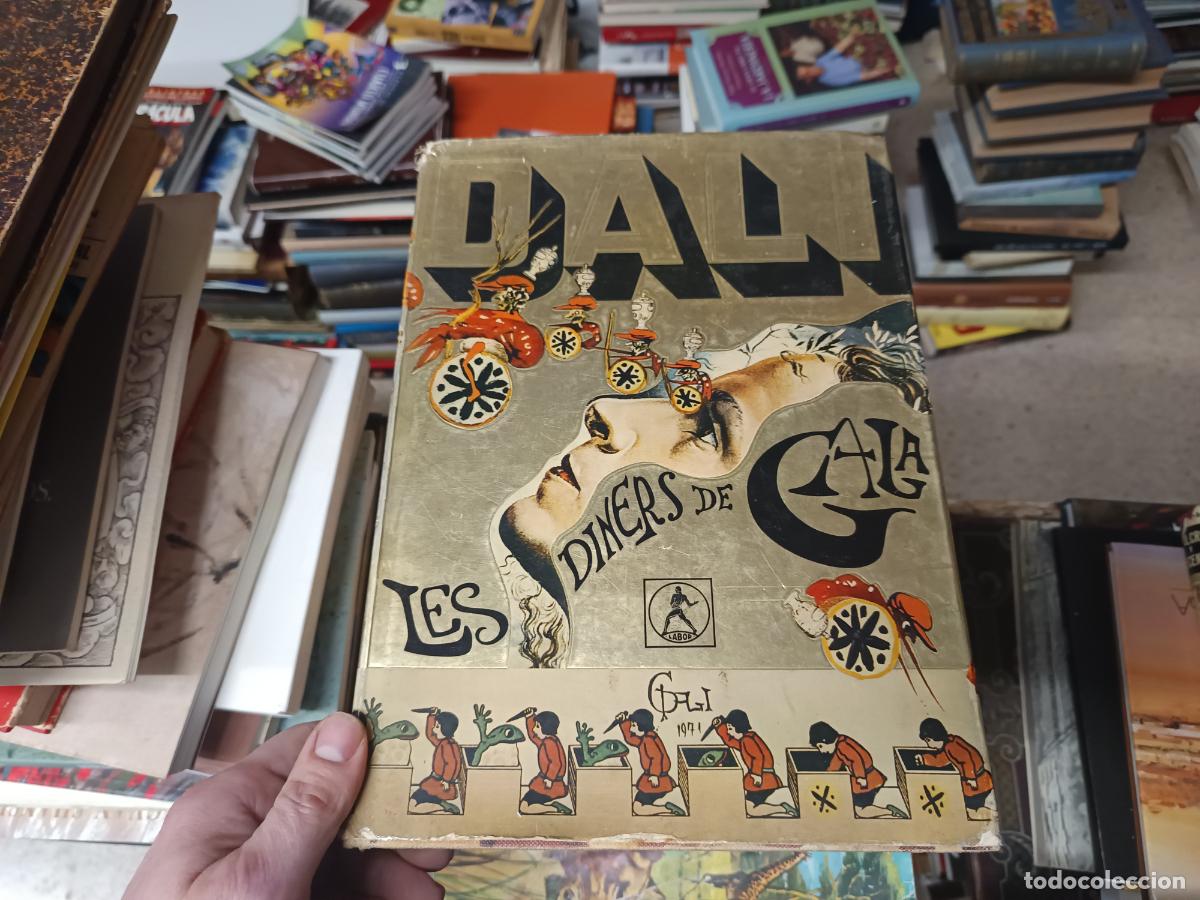 DALI
LES DINERS DE GALA
LABOR
DALI
1971
todocoleccion